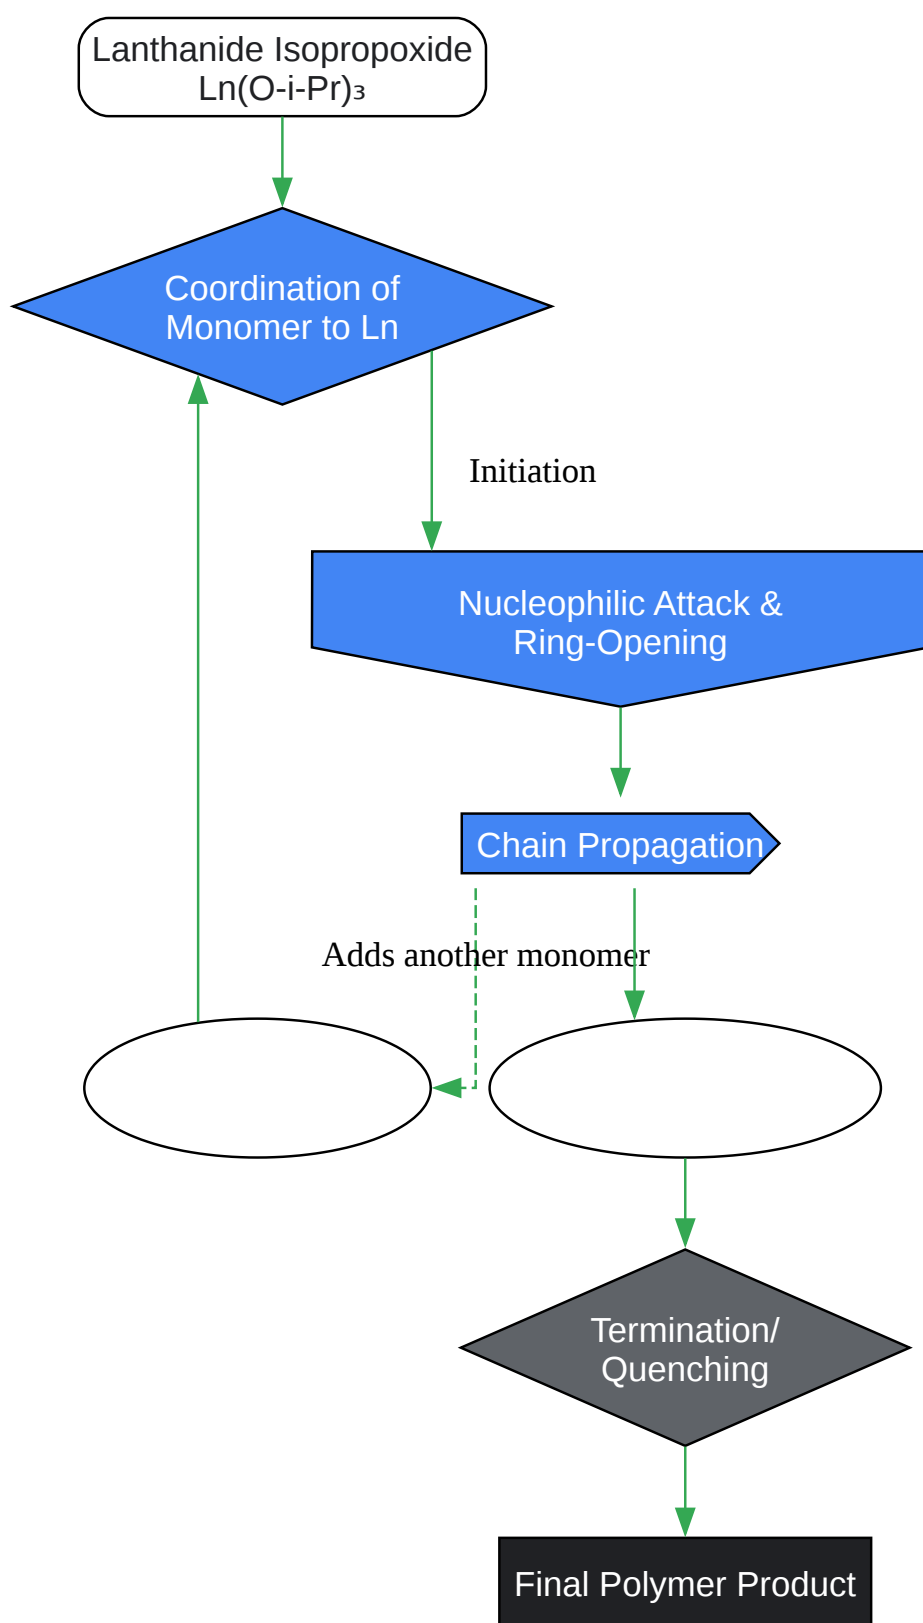 Lanthanide Isopropoxide
Ln(O-i-Pr)₃
Coordination of
Monomer to Ln
Initiation
Nucleophilic Attack &
Ring-Opening
Chain Propagation
Adds another monomer
Termination/
Quenching
Final Polymer Product